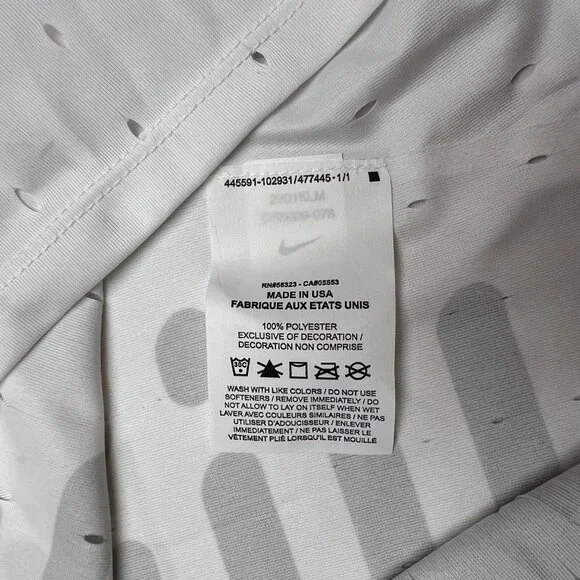 445591-102931/477445-1/1
RN#56323 - CA#05553
MADE IN USA
FABRIQUE AUX ETATS UNIS
100% POLYESTER
EXCLUSIVE OF DECORATION /
DECORATION NON COMPRISE
30C
WASH WITH LIKE COLORS / DO NOT USE
SOFTENERS / REMOVE IMMEDIATELY / DO
NOT ALLOW TO LAY ON ITSELF WHEN WET
LAVER AVEC COULEURS SIMILAIRES / NE PAS
UTILISER D'ADOUCISSEUR / ENLEVER
IMMÉDIATEMENT / NE PAS LAISSER LE
VÊTEMENT PLIÉ LORSQU'IL EST MOUILLÉ